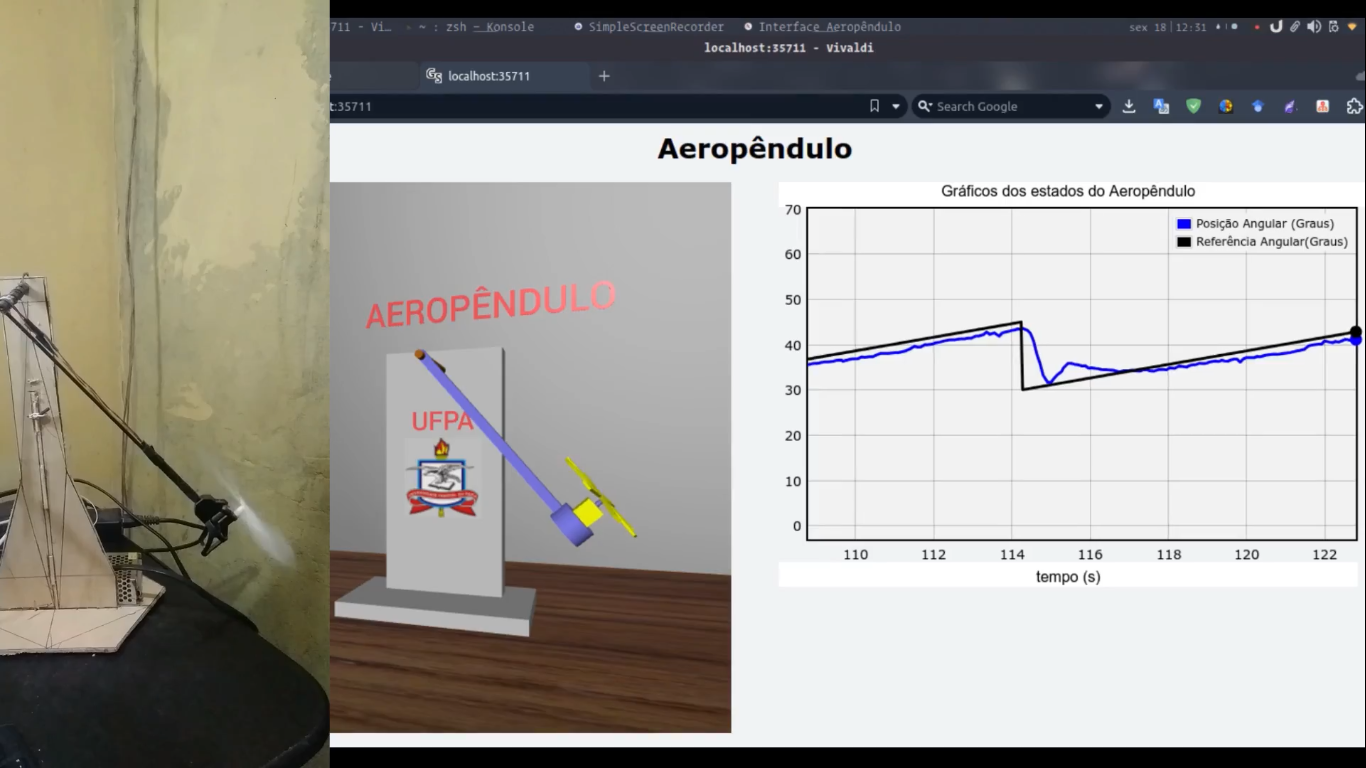 711 - Vi… ~ : zsh — Konsole SimpleScreenRecorder Interface Aeropêndulo sex 18 | 12:31
localhost:35711 - Vivaldi
localhost:35711
t:35711 Search Google
Aeropêndulo
AEROPÊNDULO
UFPA
Gráficos dos estados do Aeropêndulo
Posição Angular (Graus)
Referência Angular(Graus)
70
60
50
40
30
20
10
0
110 112 114 116 118 120 122
tempo (s)